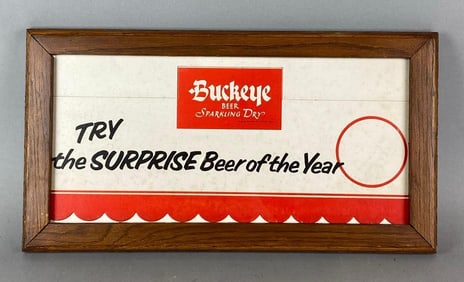 Buckeye
BEER
SPARKLING DRY
TRY
the SURPRISE Beer of the Year